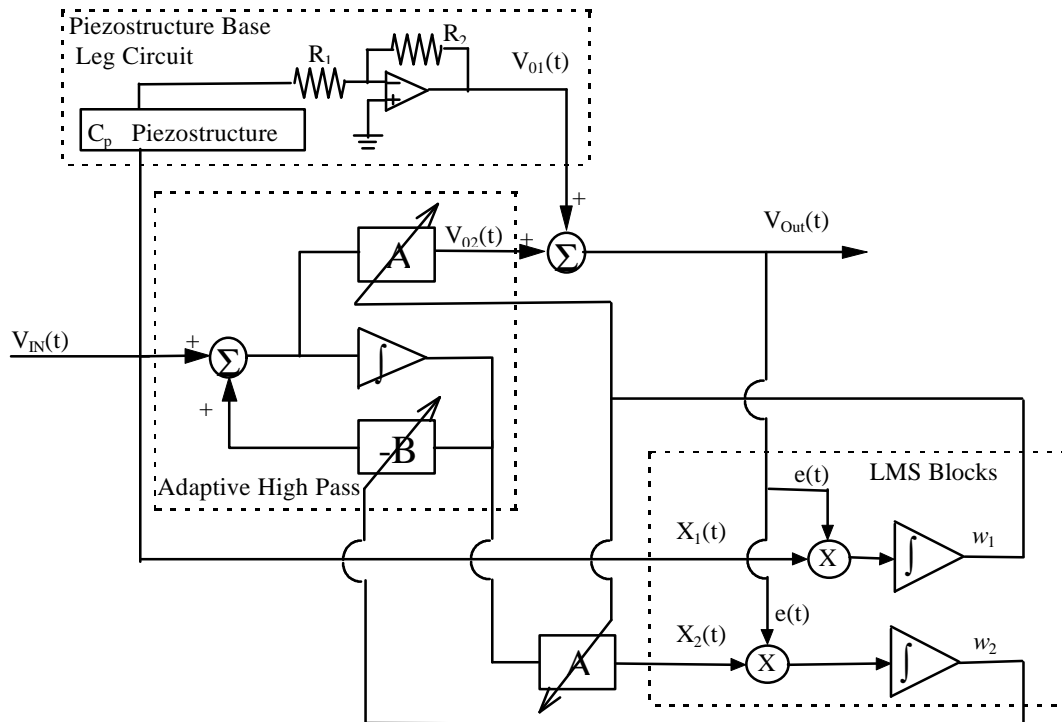 Piezostructure Base
Leg Circuit
R1
R2
V01(t)
Cp Piezostructure
− +
+
VOut(t)
A
V02(t)
+
Σ
VIN(t)
+
Σ
∫
+
-B
Adaptive High Pass
LMS Blocks
e(t)
X1(t)
X
∫
w1
e(t)
X2(t)
A
X
∫
w2